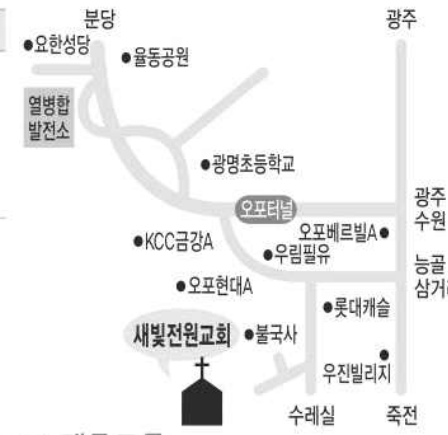 분당
광주
요한성당
율동공원
열병합
발전소
광명초등학교
오포터널
광주
수원
오포베르빌A
KCC금강A
우림필유
능골
삼거리
오포현대A
롯대캐슬
새빛전원교회
불국사
우진빌리지
수레실
죽전